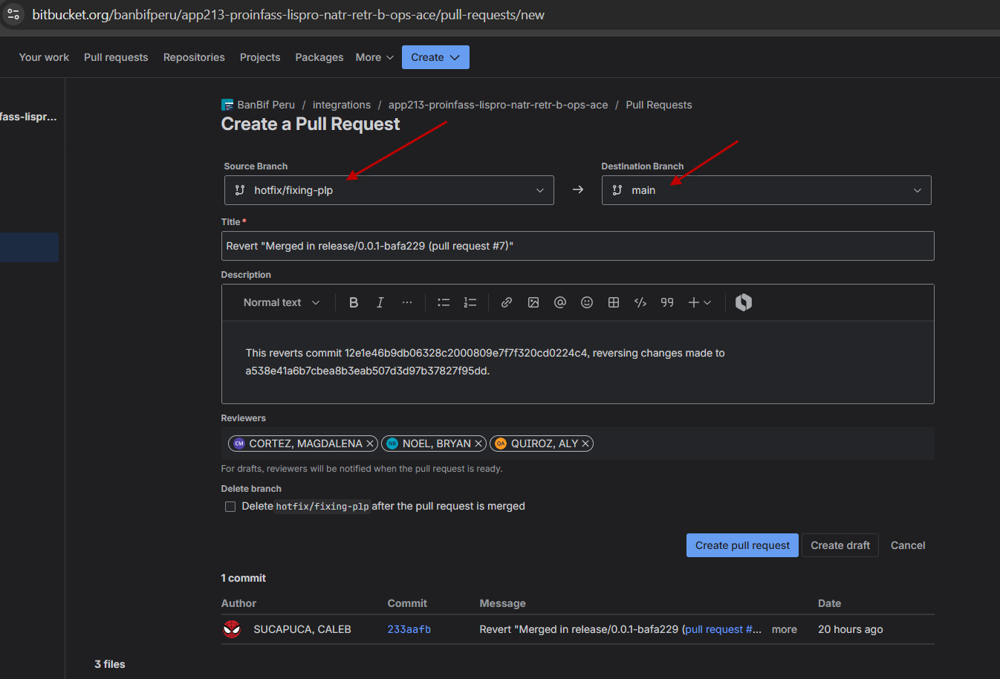 bitbucket.org/banbifperu/app213-proinfass-lispro-natr-retr-b-ops-ace/pull-requests/new
Your work Pull requests Repositories Projects Packages More Create
fass-lispr...
BanBif Peru / integrations / app213-proinfass-lispro-natr-retr-b-ops-ace / Pull Requests
Create a Pull Request
Source Branch Destination Branch
hotfix/fixing-plp main
Title *
Revert "Merged in release/0.0.1-bafa229 (pull request #7)"
Description
Normal text B I ...
This reverts commit 12e1e46b9db06328c2000809e7f7f320cd0224c4, reversing changes made to
a538e41a6b7cbea8b3eab507d3d97b37827f95dd.
Reviewers
CM CORTEZ, MAGDALENA NB NOEL, BRYAN QA QUIROZ, ALY
For drafts, reviewers will be notified when the pull request is ready.
Delete branch
Delete hotfix/fixing-plp after the pull request is merged
Create pull request Create draft Cancel
1 commit
Author Commit Message Date
SUCAPUCA, CALEB 233aafb Revert "Merged in release/0.0.1-bafa229 (pull request #... more 20 hours ago
3 files